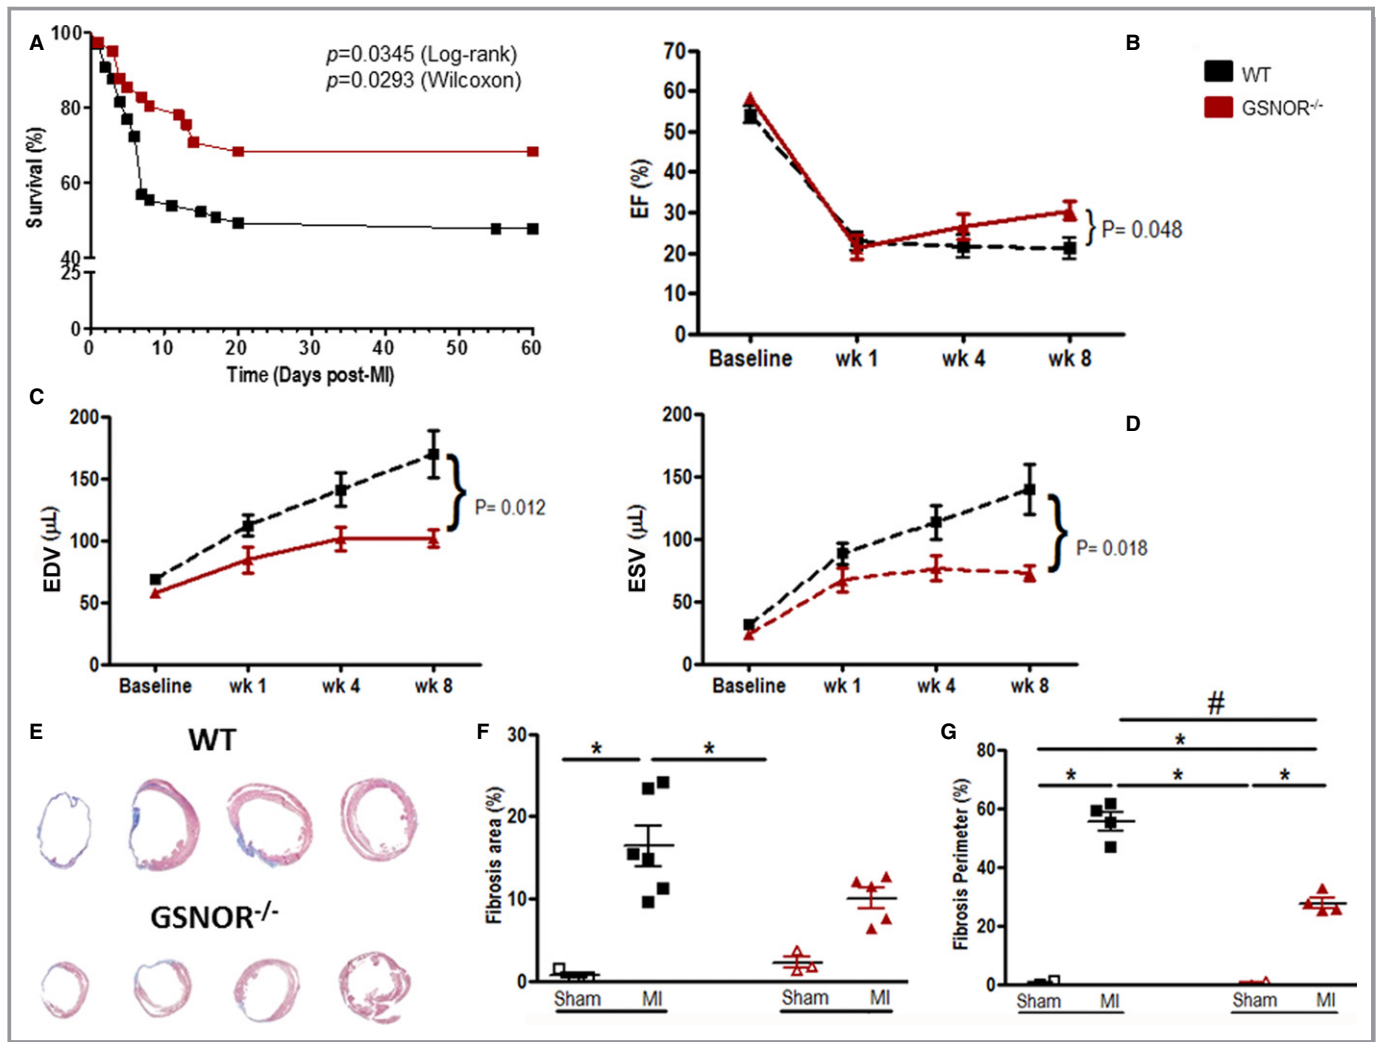 A
100
80
60
40
25
0
Survival (%)
p=0.0345 (Log-rank)
p=0.0293 (Wilcoxon)
0 10 20 30 40 50 60
Time (Days post-MI)
B
70
60
50
40
30
20
10
0
EF (%)
P= 0.048
Baseline wk 1 wk 4 wk 8
WT
GSNOR-/-
C
200
150
100
50
0
EDV (µL)
P= 0.012
Baseline wk 1 wk 4 wk 8
D
200
150
100
50
0
ESV (µL)
P= 0.018
Baseline wk 1 wk 4 wk 8
E
WT
GSNOR-/-
F
30
20
10
0
Fibrosis area (%)
* *
Sham MI Sham MI
G
80
60
40
20
0
Fibrosis Perimeter (%)
#
*
* * *
Sham MI Sham MI